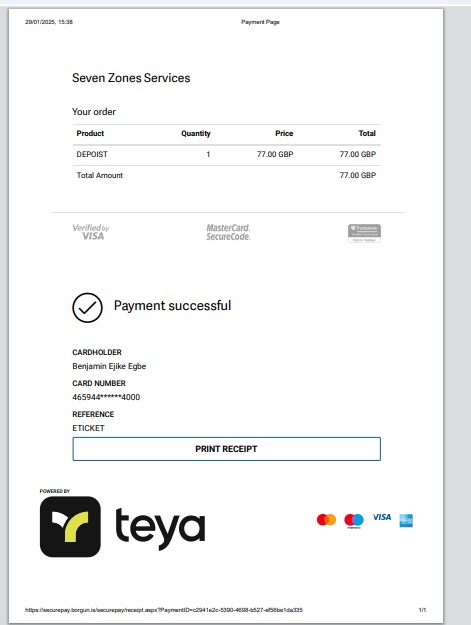 29/01/2025, 15:38 Payment Page
Seven Zones Services
Your order
Product Quantity Price Total
DEPOIST 1 77.00 GBP 77.00 GBP
Total Amount 77.00 GBP
Verified by VISA MasterCard. SecureCode. Trustwave
Payment successful
CARDHOLDER
Benjamin Ejike Egbe
CARD NUMBER
465944******4000
REFERENCE
ETICKET
PRINT RECEIPT
POWERED BY
teya
VISA
https://securepay.borgun.is/securepay/receipt.aspx?PaymentID=c2941e2c-5390-4698-b527-ef56be1da335 1/1